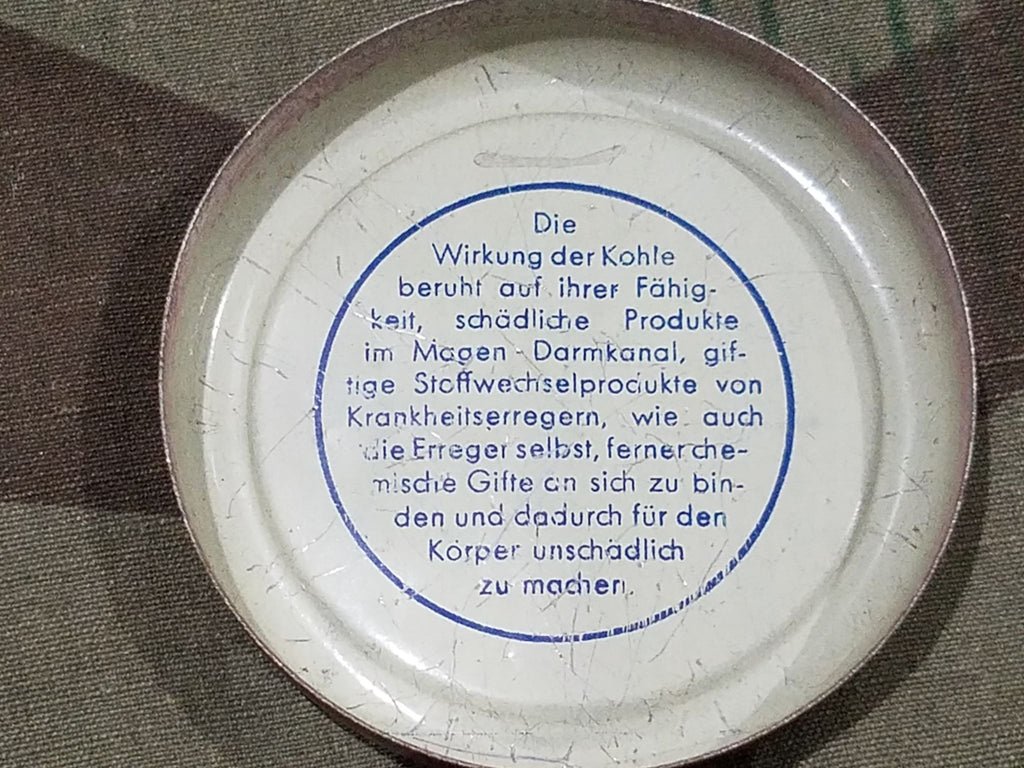 Die
Wirkung der Kohle
beruht auf ihrer Fähig-
keit, schädliche Produkte
im Magen-Darmkanal, gif-
tige Stoffwechselprodukte von
Krankheitserregern, wie auch
die Erreger selbst, ferner che-
mische Gifte an sich zu bin-
den und dadurch für den
Körper unschädlich
zu machen.